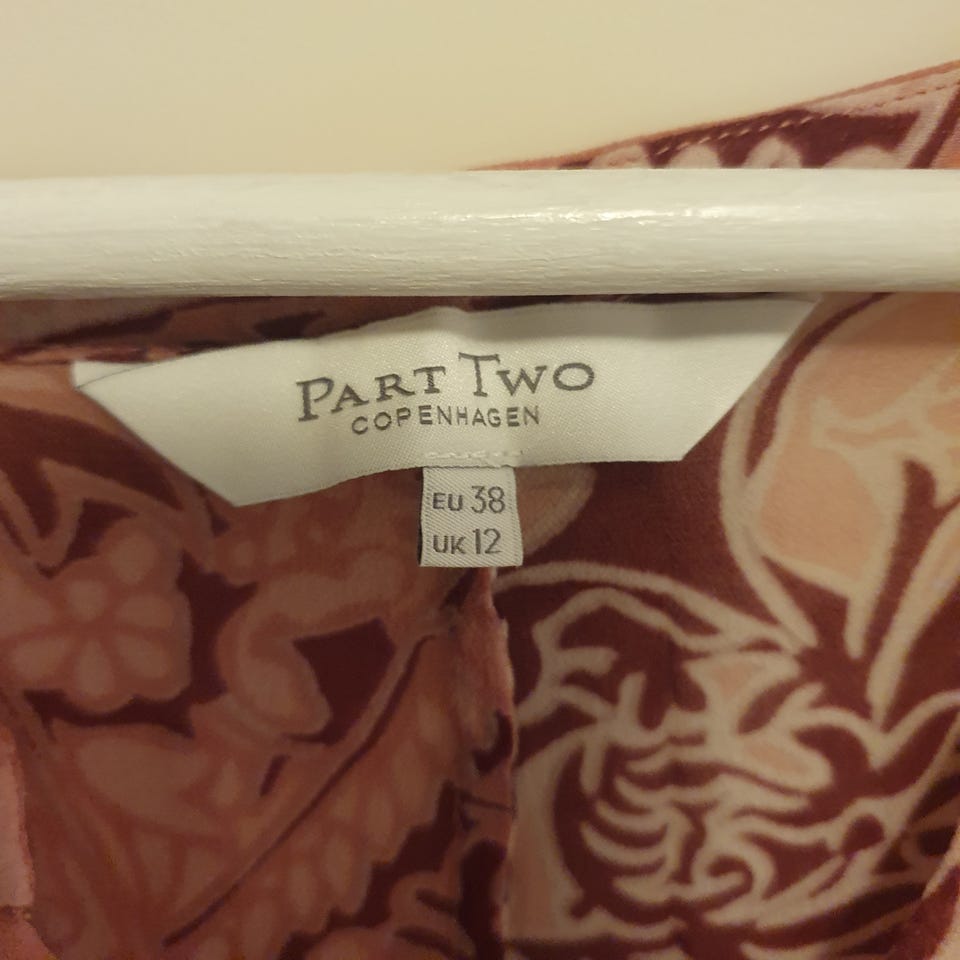 PART TWO
COPENHAGEN
EU 38
UK 12